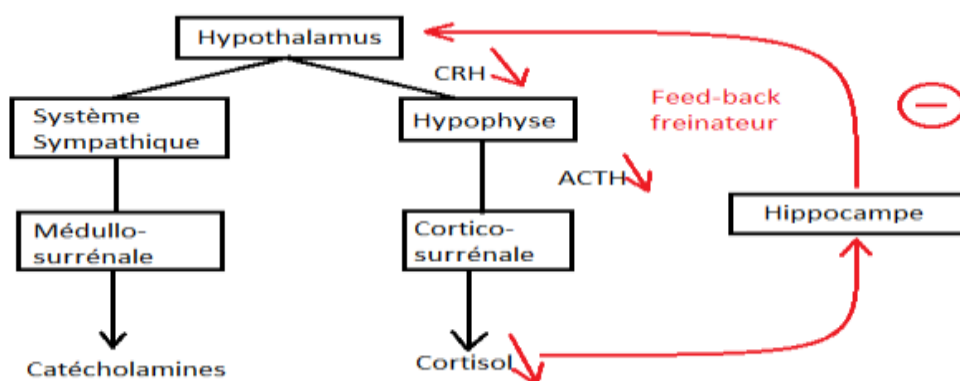 Hypothalamus
CRH
Système
Sympathique
Hypophyse
Feed-back
freinateur
ACTH
Médullo-
surrénale
Cortico-
surrénale
Hippocampe
Catécholamines
Cortisol